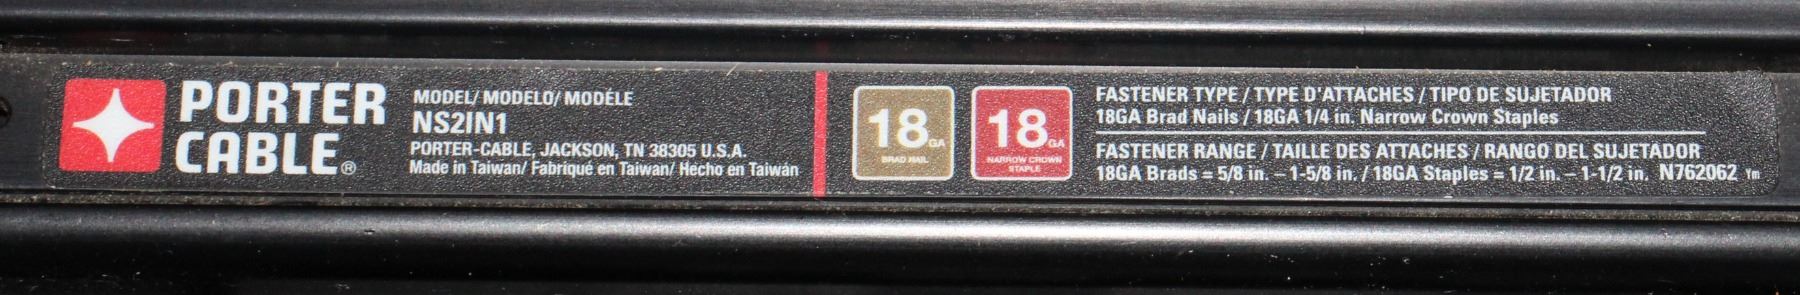 PORTER
CABLE®
MODEL/ MODELO/ MODÈLE
NS2IN1
PORTER-CABLE, JACKSON, TN 38305 U.S.A.
Made in Taiwan/ Fabriqué en Taiwan/ Hecho en Taiwán
18GA
BRAD NAIL
18GA
NARROW CROWN
STAPLE
FASTENER TYPE / TYPE D'ATTACHES / TIPO DE SUJETADOR
18GA Brad Nails / 18GA 1/4 in. Narrow Crown Staples
FASTENER RANGE / TAILLE DES ATTACHES / RANGO DEL SUJETADOR
18GA Brads = 5/8 in. – 1-5/8 in. / 18GA Staples = 1/2 in. – 1-1/2 in. N762062 Ym